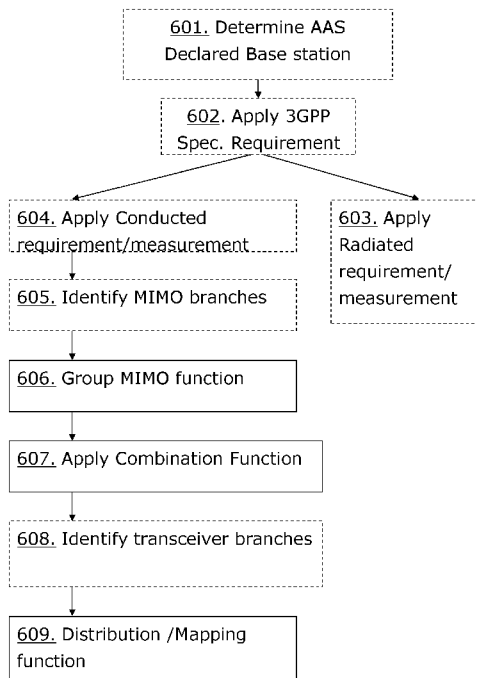 601. Determine AAS
Declared Base station
602. Apply 3GPP
Spec. Requirement
604. Apply Conducted
requirement/measurement
603. Apply
Radiated
requirement/
measurement
605. Identify MIMO branches
606. Group MIMO function
607. Apply Combination Function
608. Identify transceiver branches
609. Distribution /Mapping
function